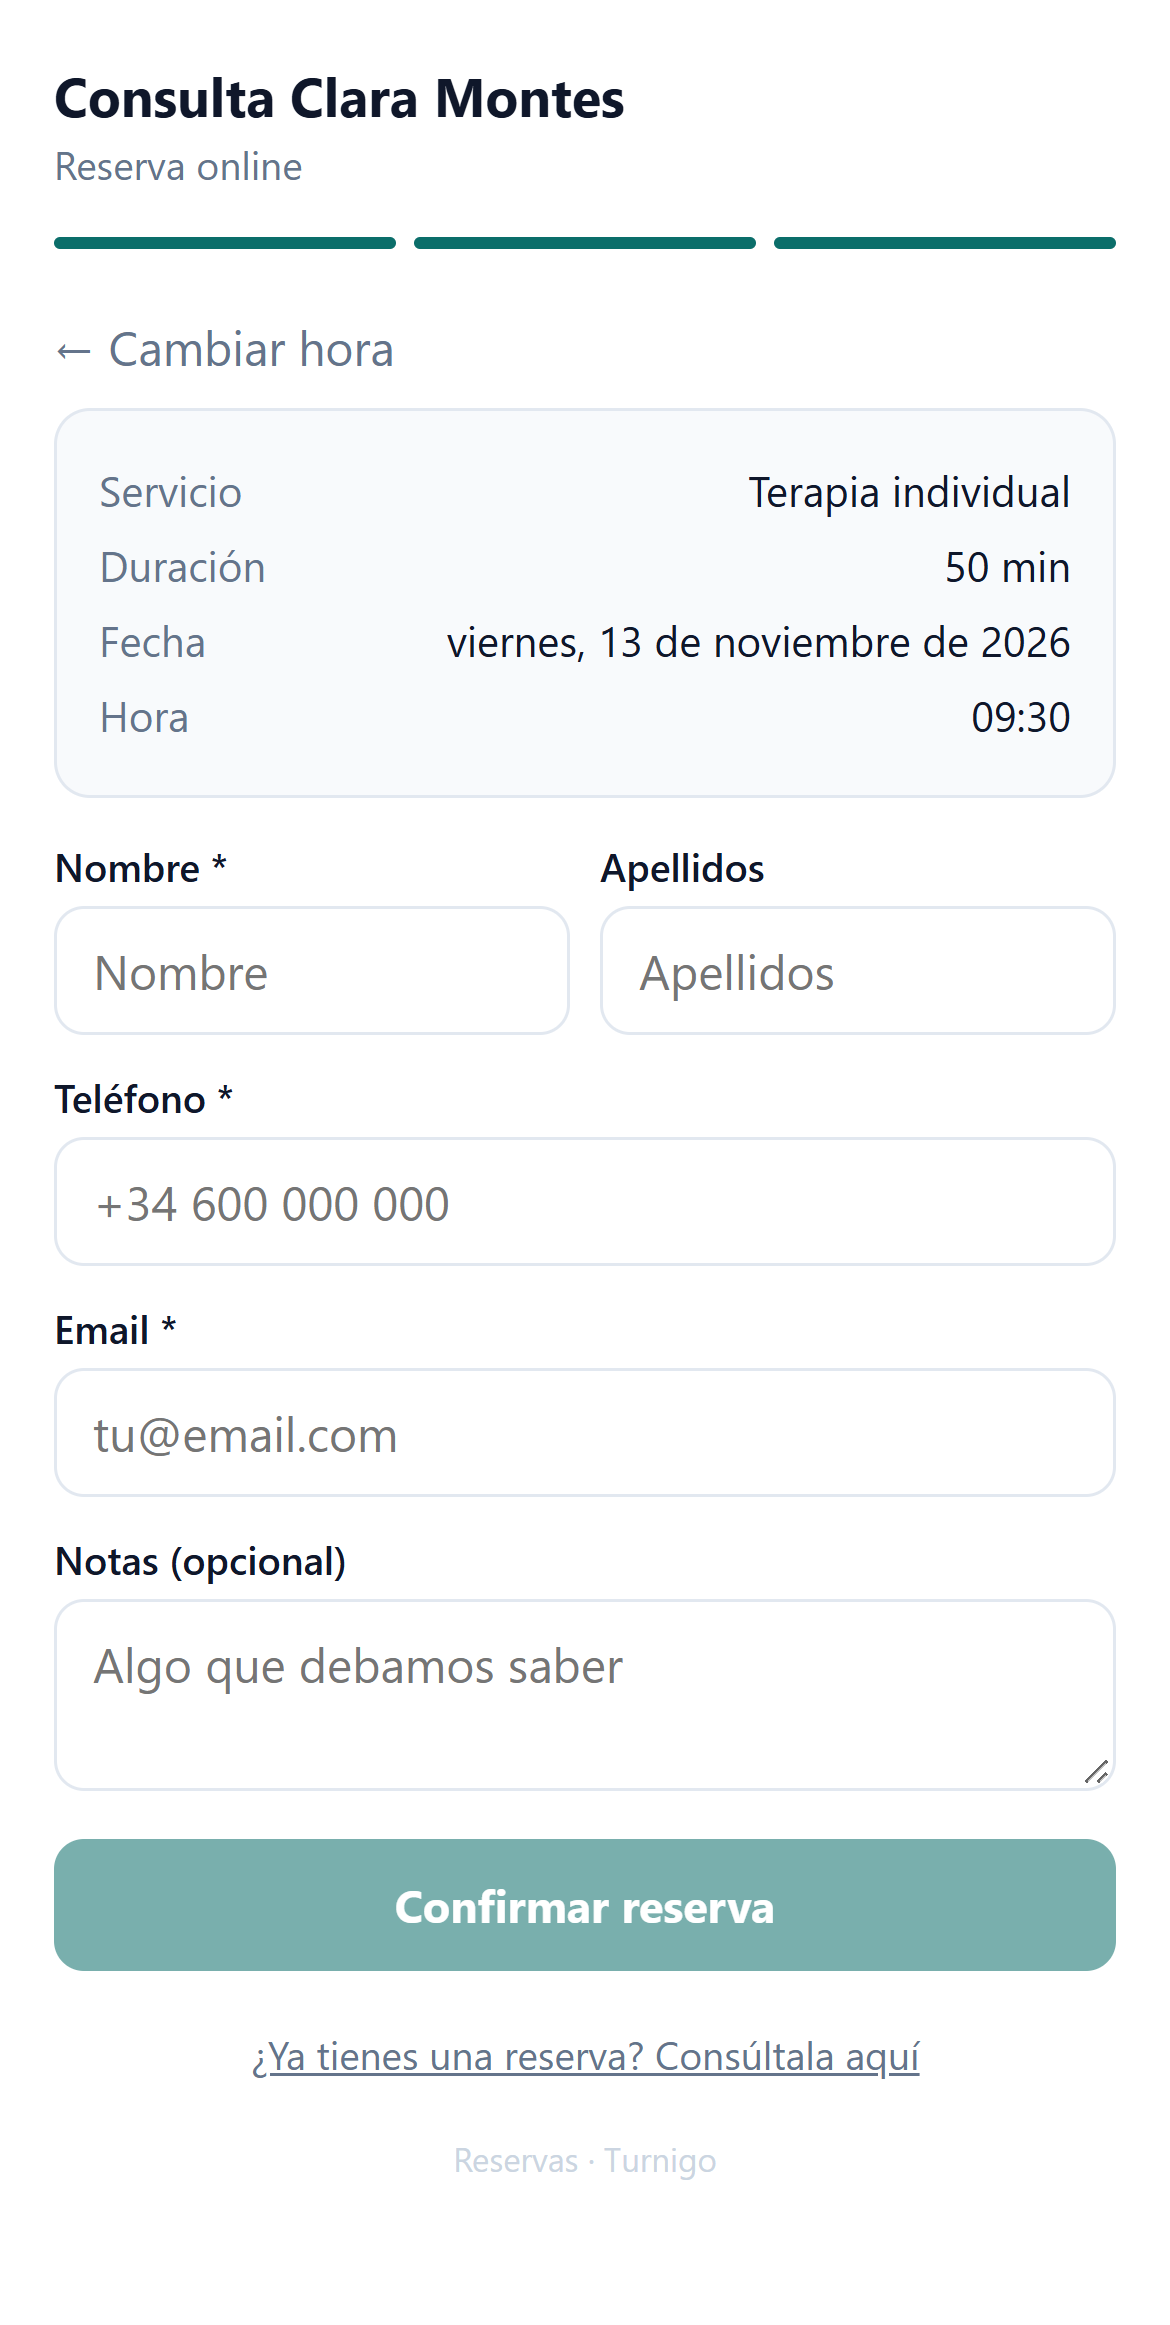 Consulta Clara Montes
Reserva online
← Cambiar hora
Servicio Terapia individual
Duración 50 min
Fecha viernes, 13 de noviembre de 2026
Hora 09:30
Nombre * Apellidos
Nombre Apellidos
Teléfono *
+34 600 000 000
Email *
tu@email.com
Notas (opcional)
Algo que debamos saber
Confirmar reserva
¿Ya tienes una reserva? Consúltala aquí
Reservas · Turnigo